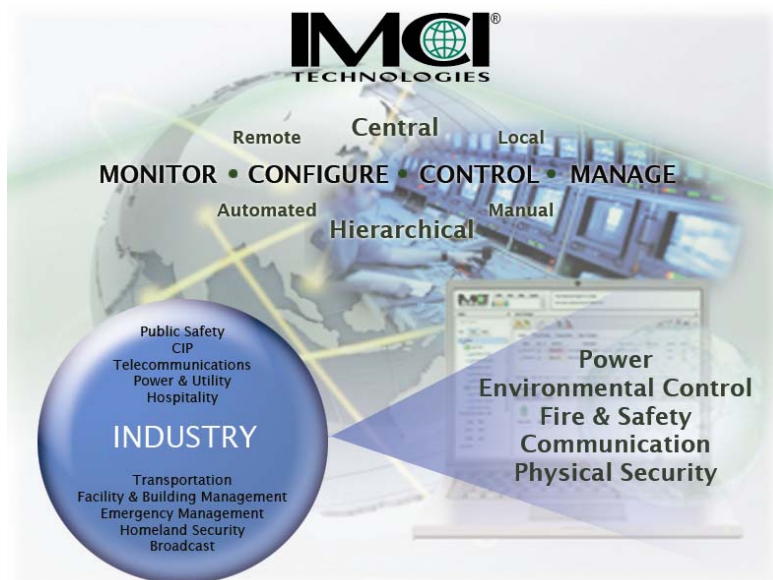 IMCI®
TECHNOLOGIES
Remote Central Local
MONITOR • CONFIGURE • CONTROL • MANAGE
Automated Hierarchical Manual
Public Safety
CIP
Telecommunications
Power & Utility
Hospitality
INDUSTRY
Transportation
Facility & Building Management
Emergency Management
Homeland Security
Broadcast
IMCI
Power
Environmental Control
Fire & Safety
Communication
Physical Security